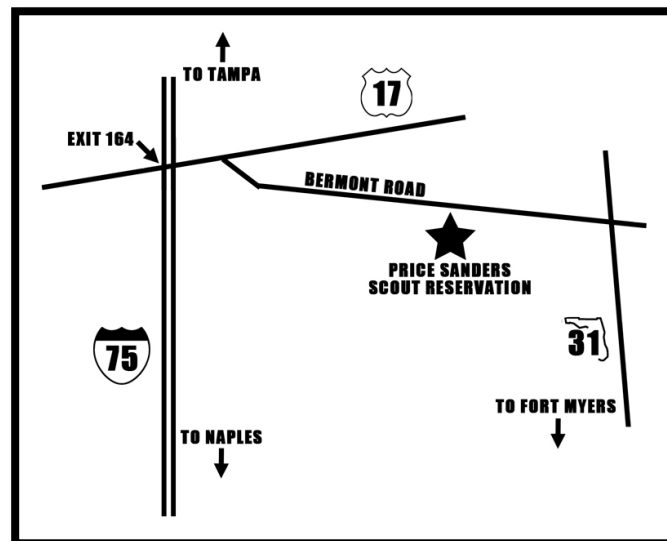 TO TAMPA
17
EXIT 164
BERMONT ROAD
PRICE SANDERS
SCOUT RESERVATION
75
31
TO FORT MYERS
TO NAPLES